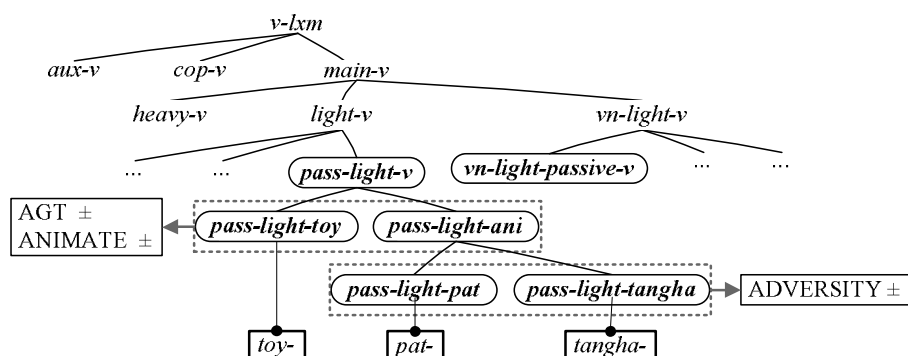 v-lxm
aux-v cop-v main-v
heavy-v light-v vn-light-v
... ... ... ...
pass-light-v vn-light-passive-v
AGT ±
ANIMATE ±
pass-light-toy pass-light-ani
pass-light-pat pass-light-tangha ADVERSITY ±
toy- pat- tangha-